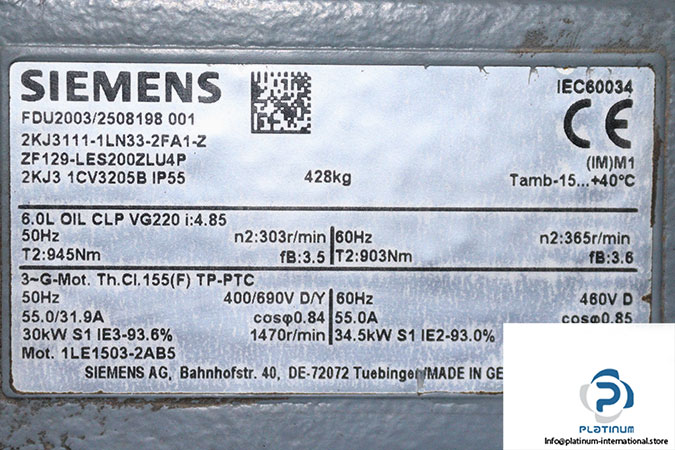 SIEMENS
IEC60034
FDU2003/2508198 001
CE
2KJ3111-1LN33-2FA1-Z
ZF129-LES200ZLU4P
(IM)M1
2KJ3 1CV3205B IP55 428kg Tamb-15...+40°C
6.0L OIL CLP VG220 i:4.85
50Hz n2:303r/min 60Hz n2:365r/min
T2:945Nm fB:3.5 T2:903Nm fB:3.6
3~G-Mot. Th.Cl.155(F) TP-PTC
50Hz 400/690V D/Y 60Hz 460V D
55.0/31.9A cosφ0.84 55.0A cosφ0.85
30kW S1 IE3-93.6% 1470r/min 34.5kW S1 IE2-93.0%
Mot. 1LE1503-2AB5
SIEMENS AG, Bahnhofstr. 40, DE-72072 Tuebingen/MADE IN GE
PLATINUM
Info@platinum-international.store